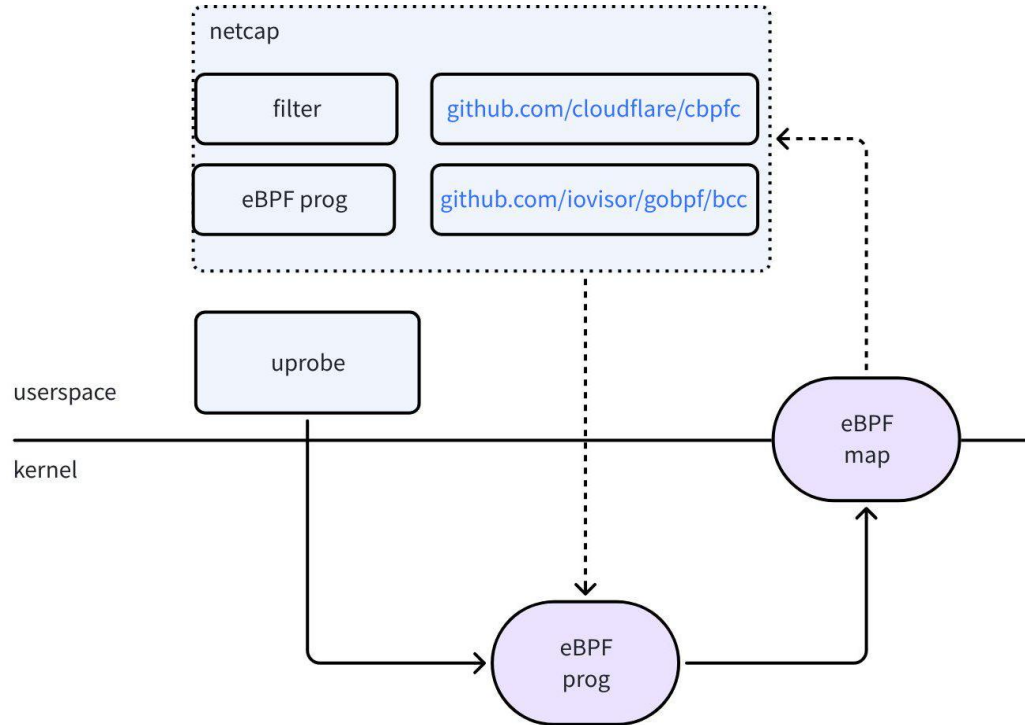 netcap
filter
github.com/cloudflare/cbpfc
eBPF prog
github.com/iovisor/gobpf/bcc
uprobe
userspace
eBPF
map
kernel
eBPF
prog